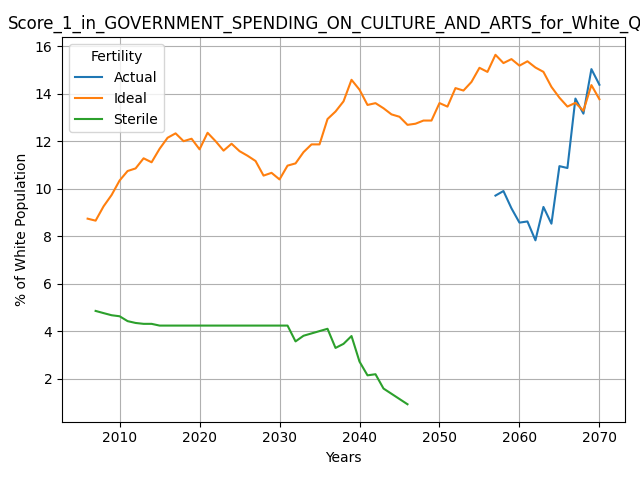 Score_1_in_GOVERNMENT_SPENDING_ON_CULTURE_AND_ARTS_for_White_Q
Fertility
Actual
Ideal
Sterile
16
14
12
10
8
6
4
2
% of White Population
2010 2020 2030 2040 2050 2060 2070
Years